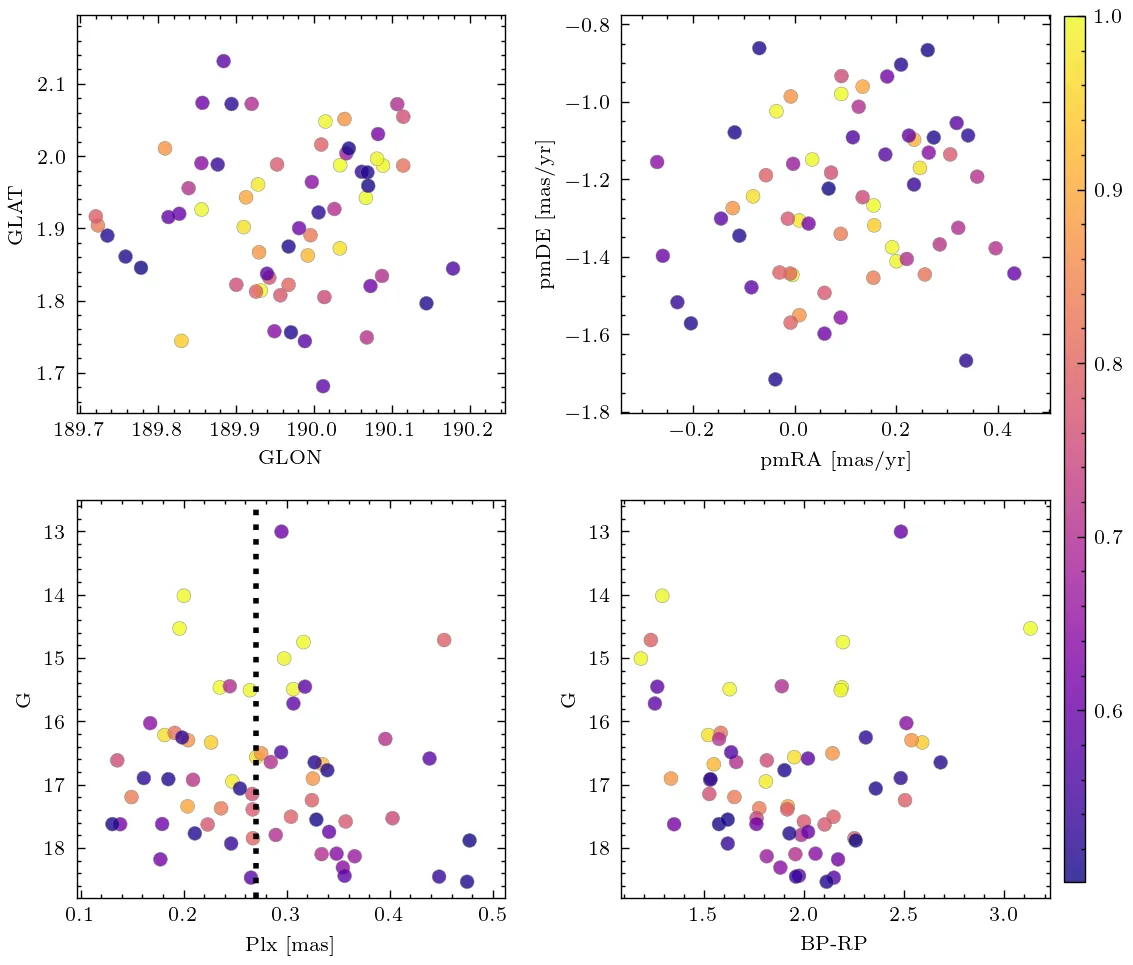 2.1
2.0
1.9
1.8
1.7
GLAT
189.7 189.8 189.9 190.0 190.1 190.2
GLON
−0.8
−1.0
−1.2
−1.4
−1.6
−1.8
pmDE [mas/yr]
−0.2 0.0 0.2 0.4
pmRA [mas/yr]
1.0
0.9
0.8
0.7
0.6
13
14
15
16
17
18
G
0.1 0.2 0.3 0.4 0.5
Plx [mas]
13
14
15
16
17
18
G
1.5 2.0 2.5 3.0
BP-RP